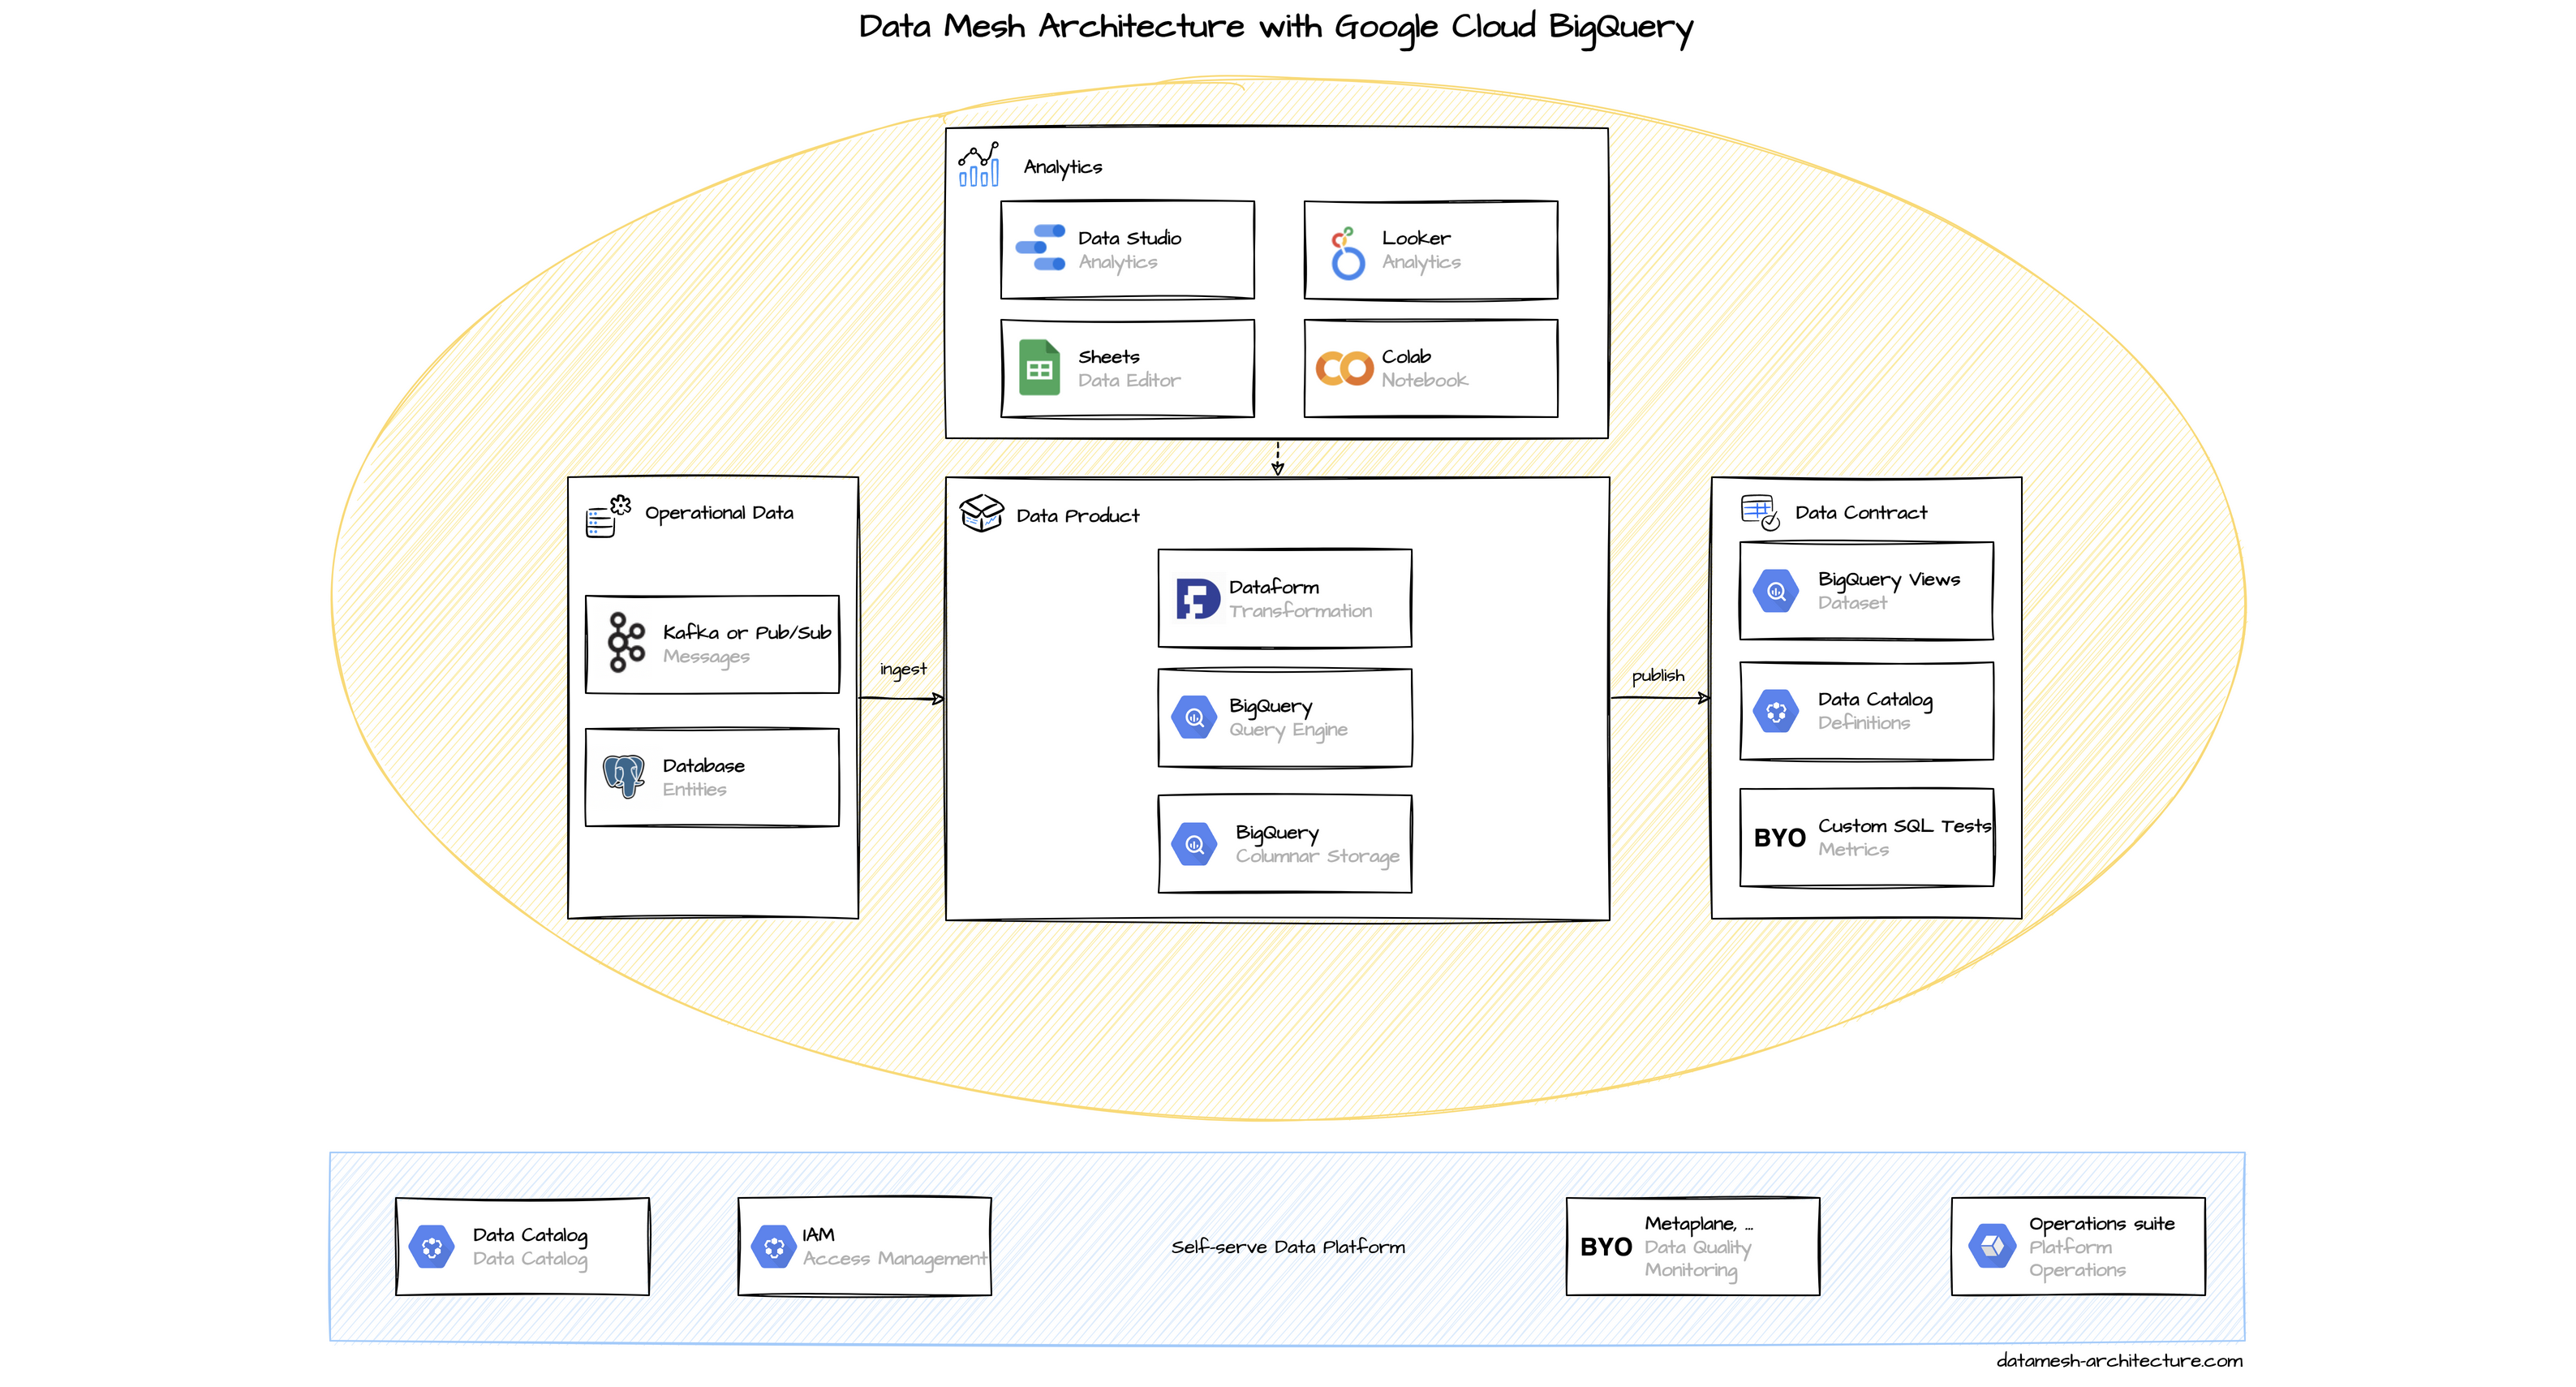 Data Mesh Architecture with Google Cloud BigQuery
Analytics
Data Studio
Analytics
Looker
Analytics
Sheets
Data Editor
Colab
Notebook
Operational Data
Kafka or Pub/Sub
Messages
Database
Entities
ingest
Data Product
Dataform
Transformation
BigQuery
Query Engine
BigQuery
Columnar Storage
publish
Data Contract
BigQuery Views
Dataset
Data Catalog
Definitions
BYO
Custom SQL Tests
Metrics
Data Catalog
Data Catalog
IAM
Access Management
Self-serve Data Platform
BYO
Metaplane, ...
Data Quality
Monitoring
Operations suite
Platform
Operations
datamesh-architecture.com